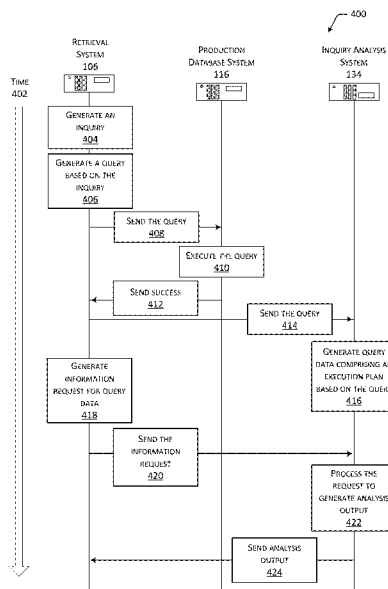 400
RETRIEVAL
SYSTEM
106
PRODUCTION
DATABASE SYSTEM
116
INQUIRY ANALYSIS
SYSTEM
134
TIME
402
GENERATE AN
INQUIRY
404
GENERATE A QUERY
BASED ON THE
INQUIRY
406
SEND THE QUERY
408
EXECUTE THE QUERY
410
SEND SUCCESS
412
SEND THE QUERY
414
GENERATE QUERY
DATA COMPRISING AN
EXECUTION PLAN
BASED ON THE QUERY
416
GENERATE
INFORMATION
REQUEST FOR QUERY
DATA
418
SEND THE
INFORMATION
REQUEST
420
PROCESS THE
REQUEST TO
GENERATE ANALYSIS
OUTPUT
422
SEND ANALYSIS
OUTPUT
424